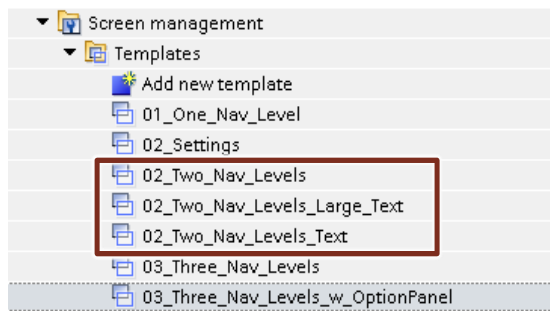 Screen management
Templates
Add new template
01_One_Nav_Level
02_Settings
02_Two_Nav_Levels
02_Two_Nav_Levels_Large_Text
02_Two_Nav_Levels_Text
03_Three_Nav_Levels
03_Three_Nav_Levels_w_OptionPanel